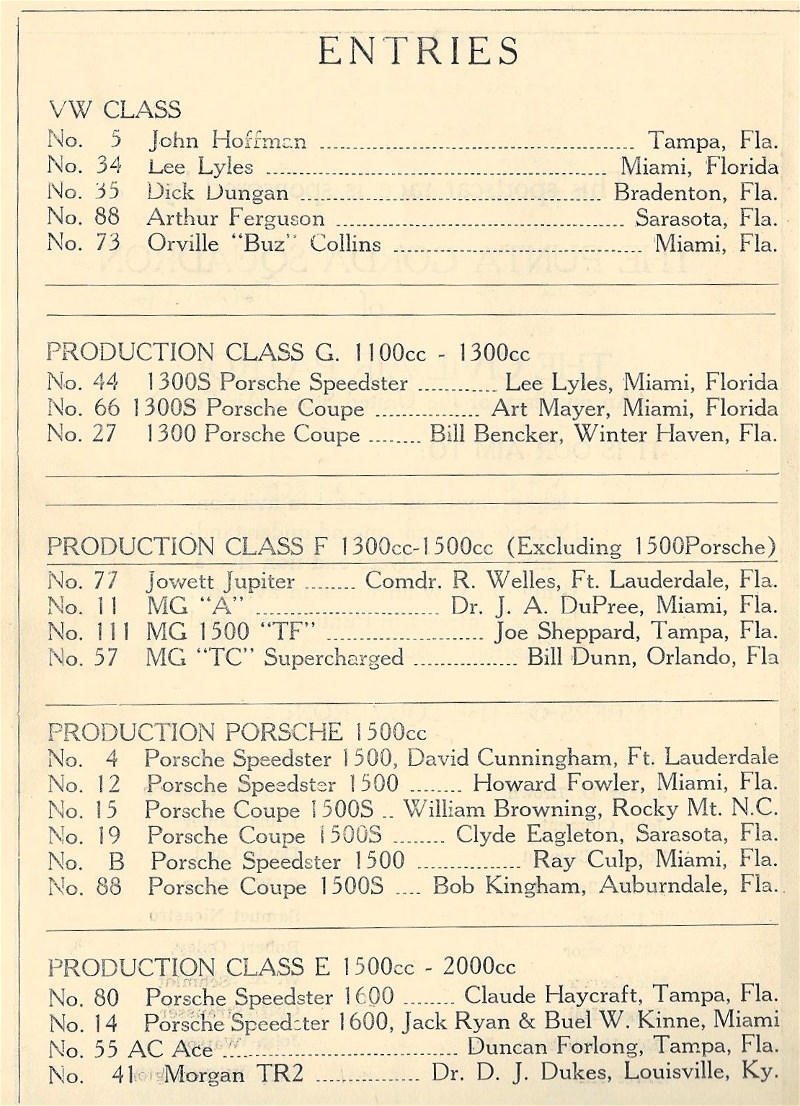 ENTRIES
VW CLASS
No. 5 John Hoffman ........ Tampa, Fla.
No. 34 Lee Lyles ........ Miami, Florida
No. 35 Dick Dungan ........ Bradenton, Fla.
No. 88 Arthur Ferguson ........ Sarasota, Fla.
No. 73 Orville “Buz” Collins ........ Miami, Fla.
PRODUCTION CLASS G. 1100cc - 1300cc
No. 44 1300S Porsche Speedster ........ Lee Lyles, Miami, Florida
No. 66 1300S Porsche Coupe ........ Art Mayer, Miami, Florida
No. 27 1300 Porsche Coupe ........ Bill Bencker, Winter Haven, Fla.
PRODUCTION CLASS F 1300cc-1500cc (Excluding 1500Porsche)
No. 77 Jowett Jupiter ........ Comdr. R. Welles, Ft. Lauderdale, Fla.
No. 11 MG “A” ........ Dr. J. A. DuPree, Miami, Fla.
No. 111 MG 1500 “TF” ........ Joe Sheppard, Tampa, Fla.
No. 57 MG “TC” Supercharged ........ Bill Dunn, Orlando, Fla
PRODUCTION PORSCHE 1500cc
No. 4 Porsche Speedster 1500, David Cunningham, Ft. Lauderdale
No. 12 Porsche Speedster 1500 ........ Howard Fowler, Miami, Fla.
No. 15 Porsche Coupe 1500S .. William Browning, Rocky Mt. N.C.
No. 19 Porsche Coupe 1500S ........ Clyde Eagleton, Sarasota, Fla.
No. B Porsche Speedster 1500 ........ Ray Culp, Miami, Fla.
No. 88 Porsche Coupe 1500S .... Bob Kingham, Auburndale, Fla.
PRODUCTION CLASS E 1500cc - 2000cc
No. 80 Porsche Speedster 1600 ........ Claude Haycraft, Tampa, Fla.
No. 14 Porsche Speedster 1600, Jack Ryan & Buel W. Kinne, Miami
No. 55 AC Ace ........ Duncan Forlong, Tampa, Fla.
No. 41 Morgan TR2 ........ Dr. D. J. Dukes, Louisville, Ky.